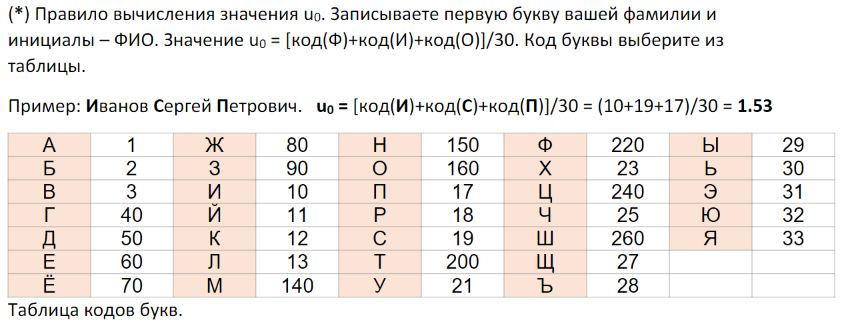 (*) Правило вычисления значения u₀. Записываете первую букву вашей фамилии и
инициалы – ФИО. Значение u₀ = [код(Ф)+код(И)+код(О)]/30. Код буквы выберите из
таблицы.
Пример: Иванов Сергей Петрович. u₀ = [код(И)+код(С)+код(П)]/30 = (10+19+17)/30 = 1.53
А 1 Ж 80 Н 150 Ф 220 Ы 29
Б 2 З 90 О 160 Х 23 Ь 30
В 3 И 10 П 17 Ц 240 Э 31
Г 40 Й 11 Р 18 Ч 25 Ю 32
Д 50 К 12 С 19 Ш 260 Я 33
Е 60 Л 13 Т 200 Щ 27
Ё 70 М 140 У 21 Ъ 28
Таблица кодов букв.